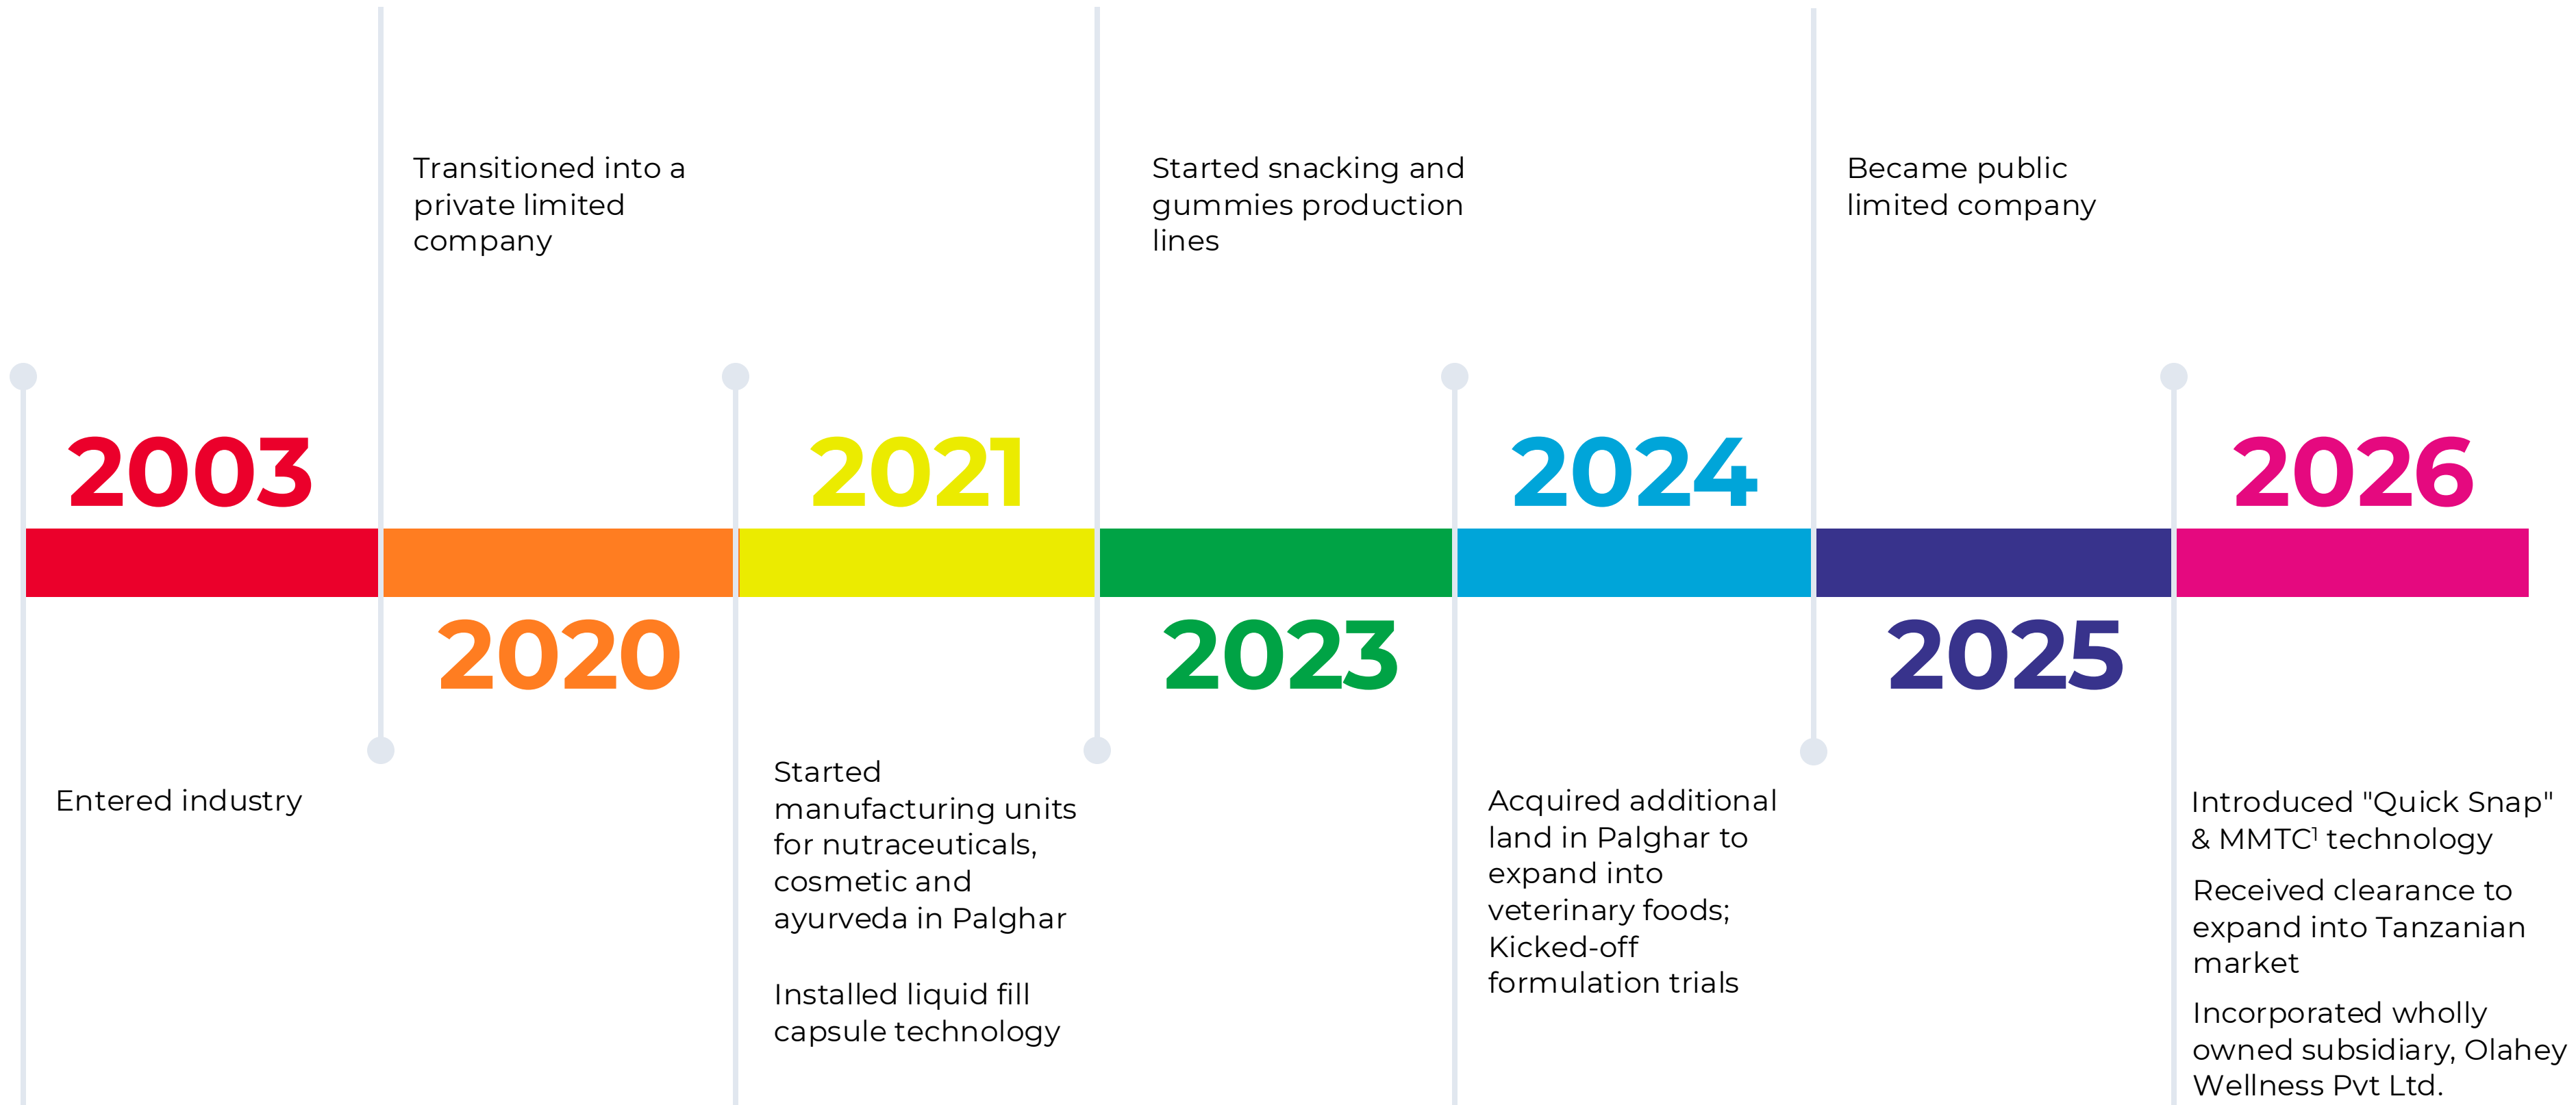 2003
Entered industry
Transitioned into a
private limited
company
2020
2021
Started
manufacturing units
for nutraceuticals,
cosmetic and
ayurveda in Palghar
Installed liquid fill
capsule technology
Started snacking and
gummies production
lines
2023
2024
Acquired additional
land in Palghar to
expand into
veterinary foods;
Kicked-off
formulation trials
Became public
limited company
2025
2026
Introduced "Quick Snap"
& MMTC¹ technology
Received clearance to
expand into Tanzanian
market
Incorporated wholly
owned subsidiary, Olahey
Wellness Pvt Ltd.